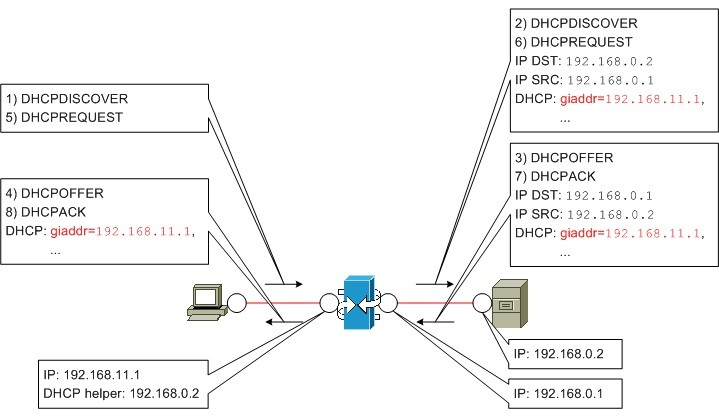 2) DHCPDISCOVER
6) DHCPREQUEST
IP DST: 192.168.0.2
IP SRC: 192.168.0.1
DHCP: giaddr=192.168.11.1,
...
1) DHCPDISCOVER
5) DHCPREQUEST
3) DHCPOFFER
7) DHCPACK
IP DST: 192.168.0.1
IP SRC: 192.168.0.2
DHCP: giaddr=192.168.11.1,
...
4) DHCPOFFER
8) DHCPACK
DHCP: giaddr=192.168.11.1,
...
IP: 192.168.11.1
DHCP helper: 192.168.0.2
IP: 192.168.0.2
IP: 192.168.0.1